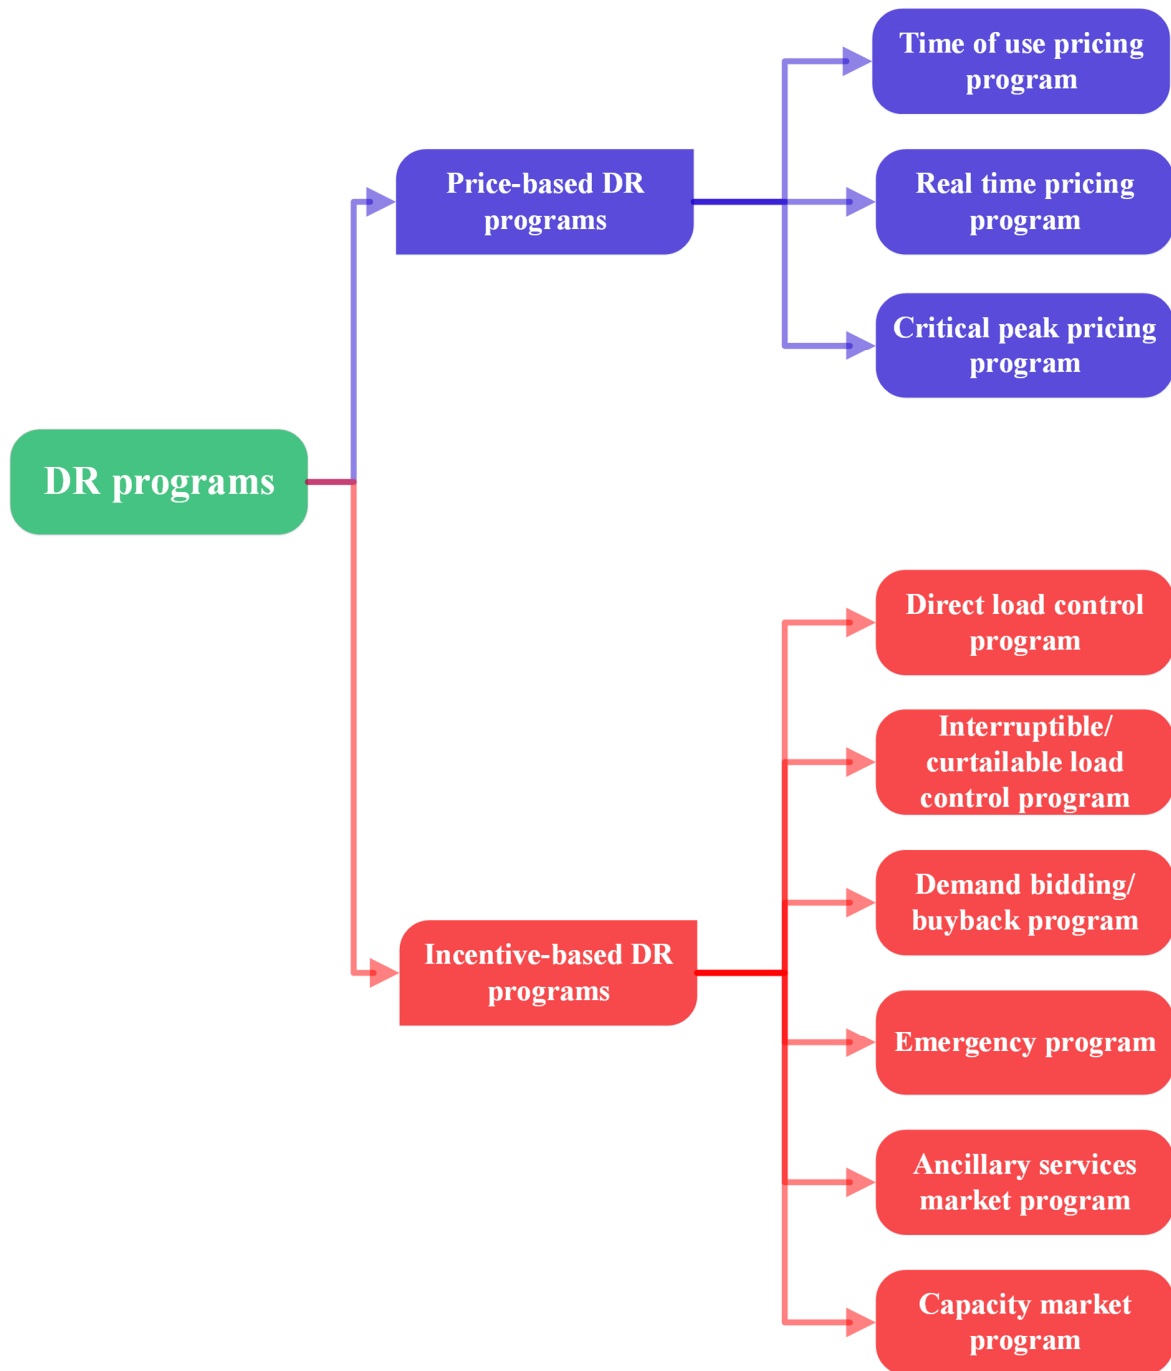 Time of use pricing
program
Price-based DR
programs
Real time pricing
program
Critical peak pricing
program
DR programs
Direct load control
program
Interruptible/
curtailable load
control program
Demand bidding/
buyback program
Incentive-based DR
programs
Emergency program
Ancillary services
market program
Capacity market
program